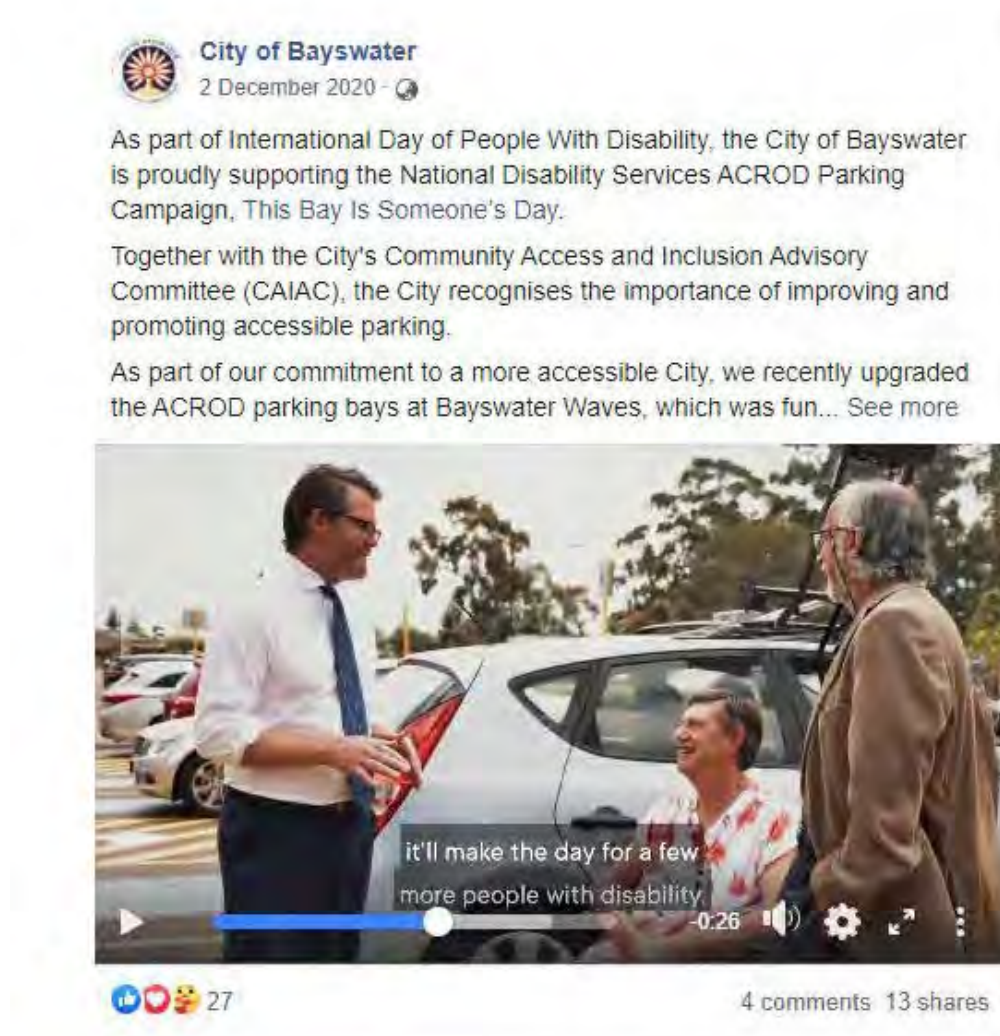 City of Bayswater
2 December 2020 ·
As part of International Day of People With Disability, the City of Bayswater
is proudly supporting the National Disability Services ACROD Parking
Campaign, This Bay Is Someone's Day.
Together with the City's Community Access and Inclusion Advisory
Committee (CAIAC), the City recognises the importance of improving and
promoting accessible parking.
As part of our commitment to a more accessible City, we recently upgraded
the ACROD parking bays at Bayswater Waves, which was fun... See more
it'll make the day for a few
more people with disability.
-0:26
27
4 comments 13 shares